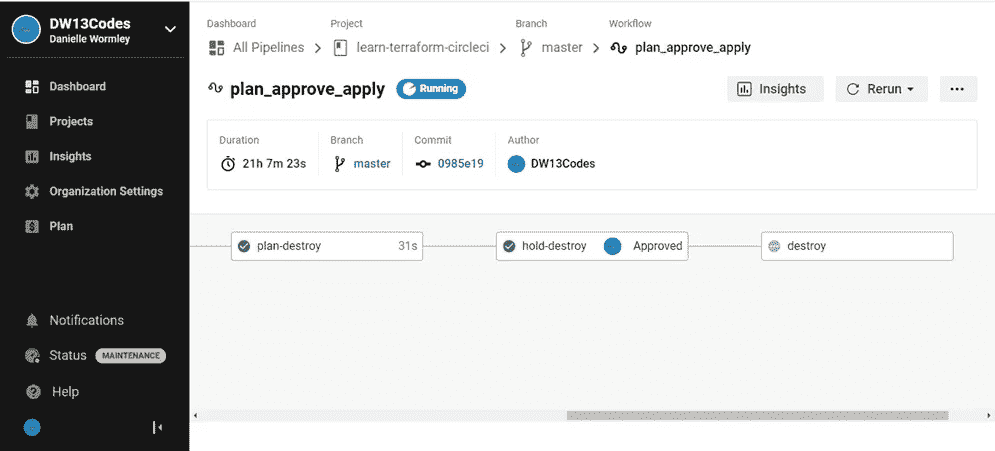 DW13Codes
Danielle Wormley
Dashboard
Projects
Insights
Organization Settings
Plan
Notifications
Status MAINTENANCE
Help
Dashboard Project Branch Workflow
All Pipelines learn-terraform-circleci master plan_approve_apply
plan_approve_apply Running Insights Rerun
Duration Branch Commit Author
21h 7m 23s master 0985e19 DW13Codes
plan-destroy 31s hold-destroy Approved destroy